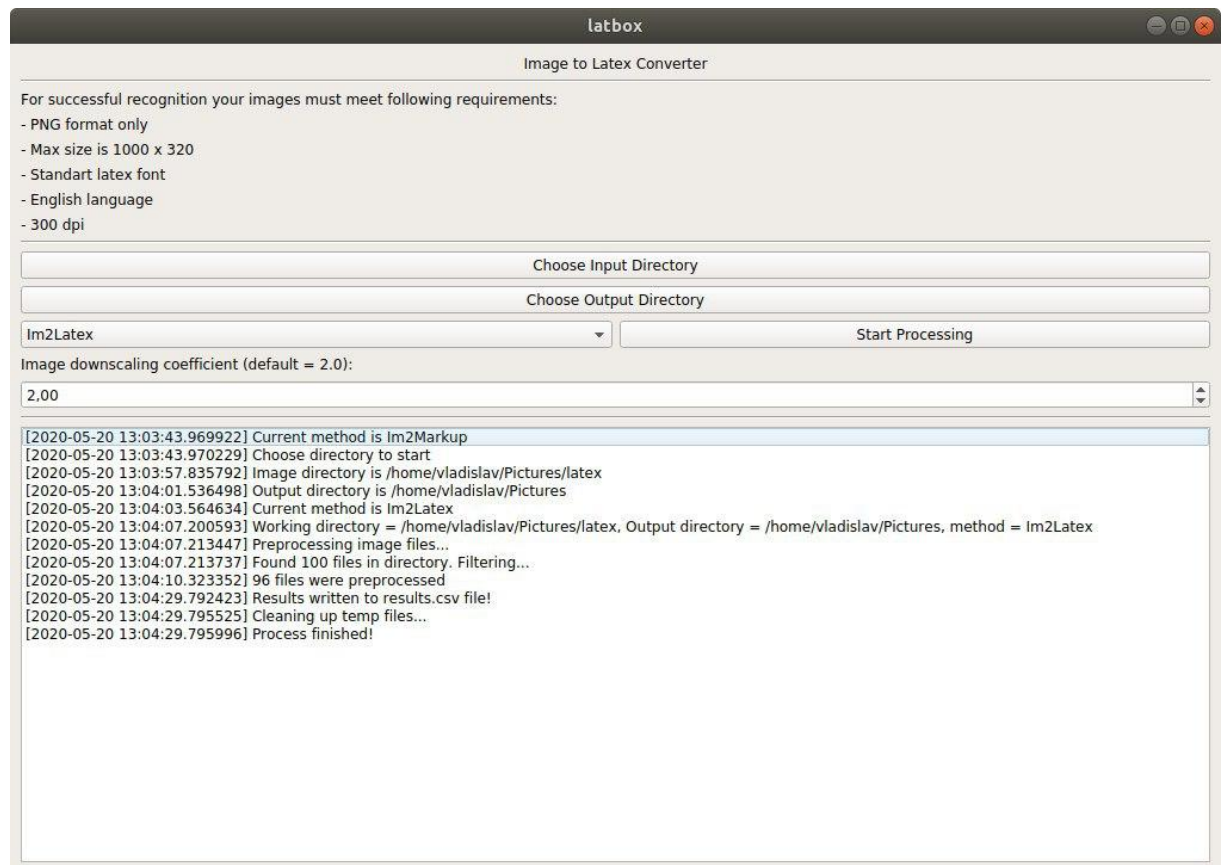 latbox
Image to Latex Converter
For successful recognition your images must meet following requirements:
- PNG format only
- Max size is 1000 x 320
- Standart latex font
- English language
- 300 dpi
Choose Input Directory
Choose Output Directory
Im2Latex
Start Processing
Image downscaling coefficient (default = 2.0):
2,00
[2020-05-20 13:03:43.969922] Current method is Im2Markup
[2020-05-20 13:03:43.970229] Choose directory to start
[2020-05-20 13:03:57.835792] Image directory is /home/vladislav/Pictures/latex
[2020-05-20 13:04:01.536498] Output directory is /home/vladislav/Pictures
[2020-05-20 13:04:03.564634] Current method is Im2Latex
[2020-05-20 13:04:07.200593] Working directory = /home/vladislav/Pictures/latex, Output directory = /home/vladislav/Pictures, method = Im2Latex
[2020-05-20 13:04:07.213447] Preprocessing image files...
[2020-05-20 13:04:07.213737] Found 100 files in directory. Filtering...
[2020-05-20 13:04:10.323352] 96 files were preprocessed
[2020-05-20 13:04:29.792423] Results written to results.csv file!
[2020-05-20 13:04:29.795525] Cleaning up temp files...
[2020-05-20 13:04:29.795996] Process finished!